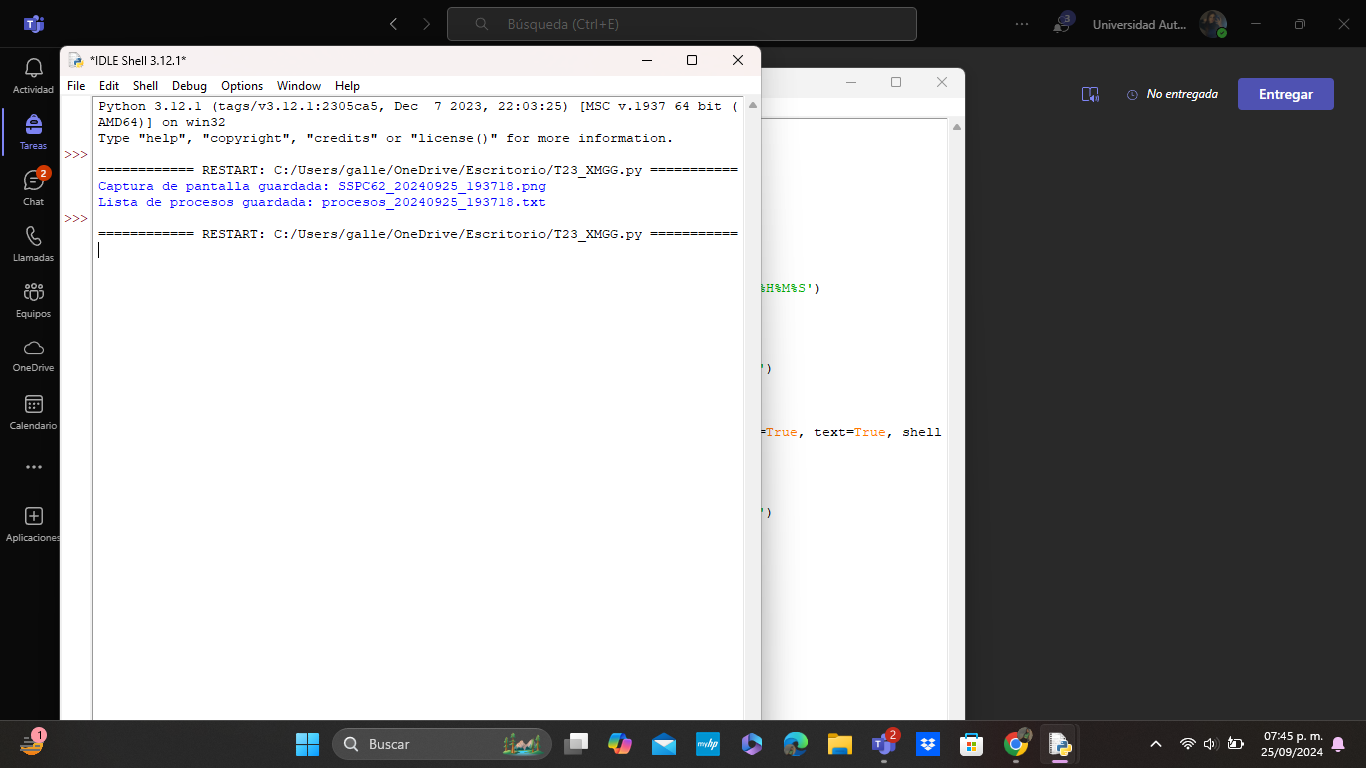 Búsqueda (Ctrl+E)
3
Universidad Aut...
*IDLE Shell 3.12.1*
File Edit Shell Debug Options Window Help
Python 3.12.1 (tags/v3.12.1:2305ca5, Dec  7 2023, 22:03:25) [MSC v.1937 64 bit (
AMD64)] on win32
Type "help", "copyright", "credits" or "license()" for more information.
>>>
============ RESTART: C:/Users/galle/OneDrive/Escritorio/T23_XMGG.py ===========
Captura de pantalla guardada: SSPC62_20240925_193718.png
Lista de procesos guardada: procesos_20240925_193718.txt
>>>
============ RESTART: C:/Users/galle/OneDrive/Escritorio/T23_XMGG.py ===========
%H%M%S')
')
=True, text=True, shell
')
No entregada
Entregar
Actividad
Tareas
2
Chat
Llamadas
Equipos
OneDrive
Calendario
Aplicaciones
1
Buscar
myhp
2
07:45 p. m.
25/09/2024